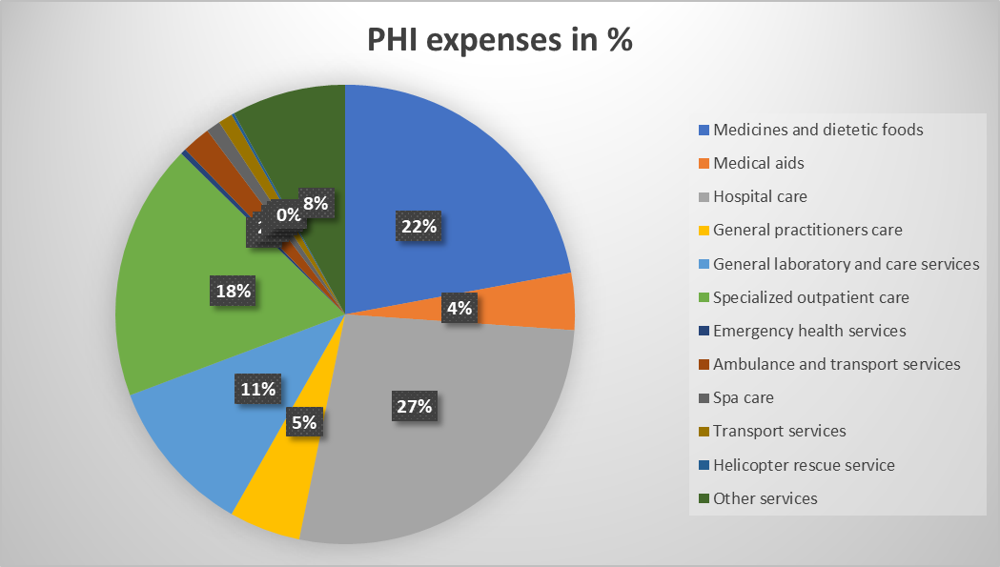 PHI expenses in %
8%
0%
22%
18%
4%
11%
27%
5%
Medicines and dietetic foods
Medical aids
Hospital care
General practitioners care
General laboratory and care services
Specialized outpatient care
Emergency health services
Ambulance and transport services
Spa care
Transport services
Helicopter rescue service
Other services